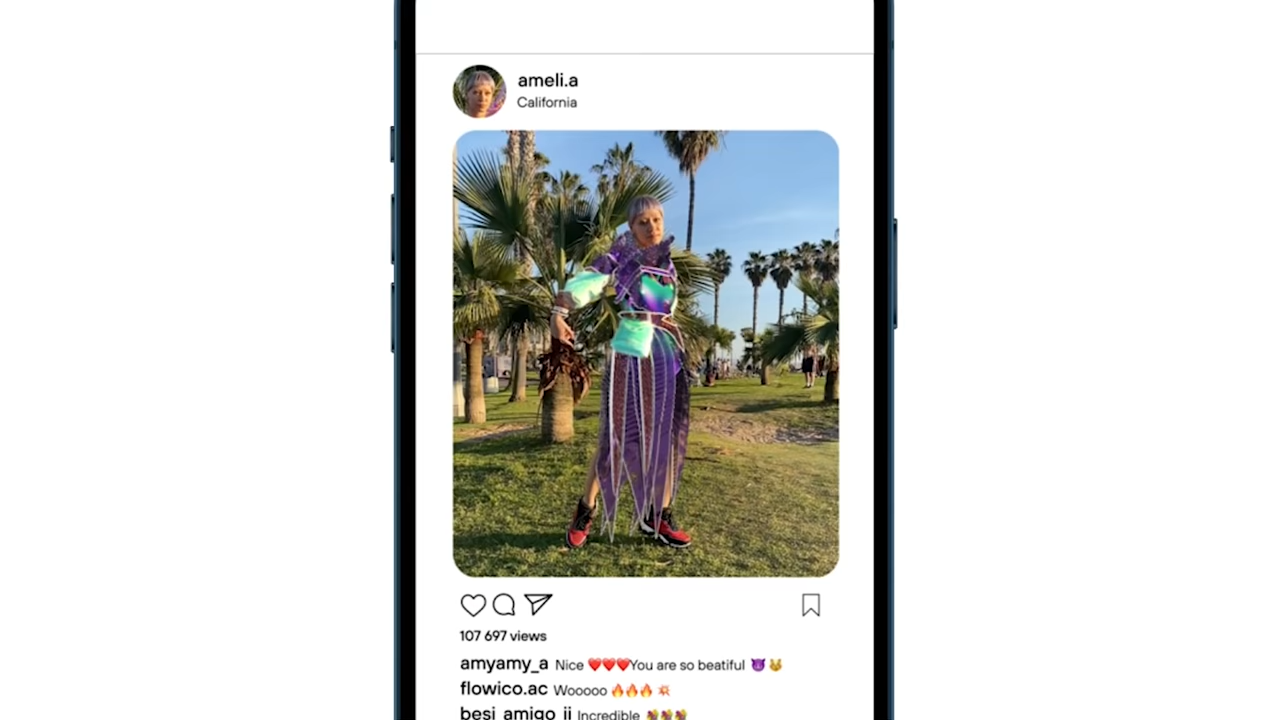 ameli.a
California
107 697 views
amyamy_a Nice ❤️❤️❤️You are so beatiful 😈
flowico.ac Wooooo 🔥🔥🔥 💥
besi_amigo_ii Incredible